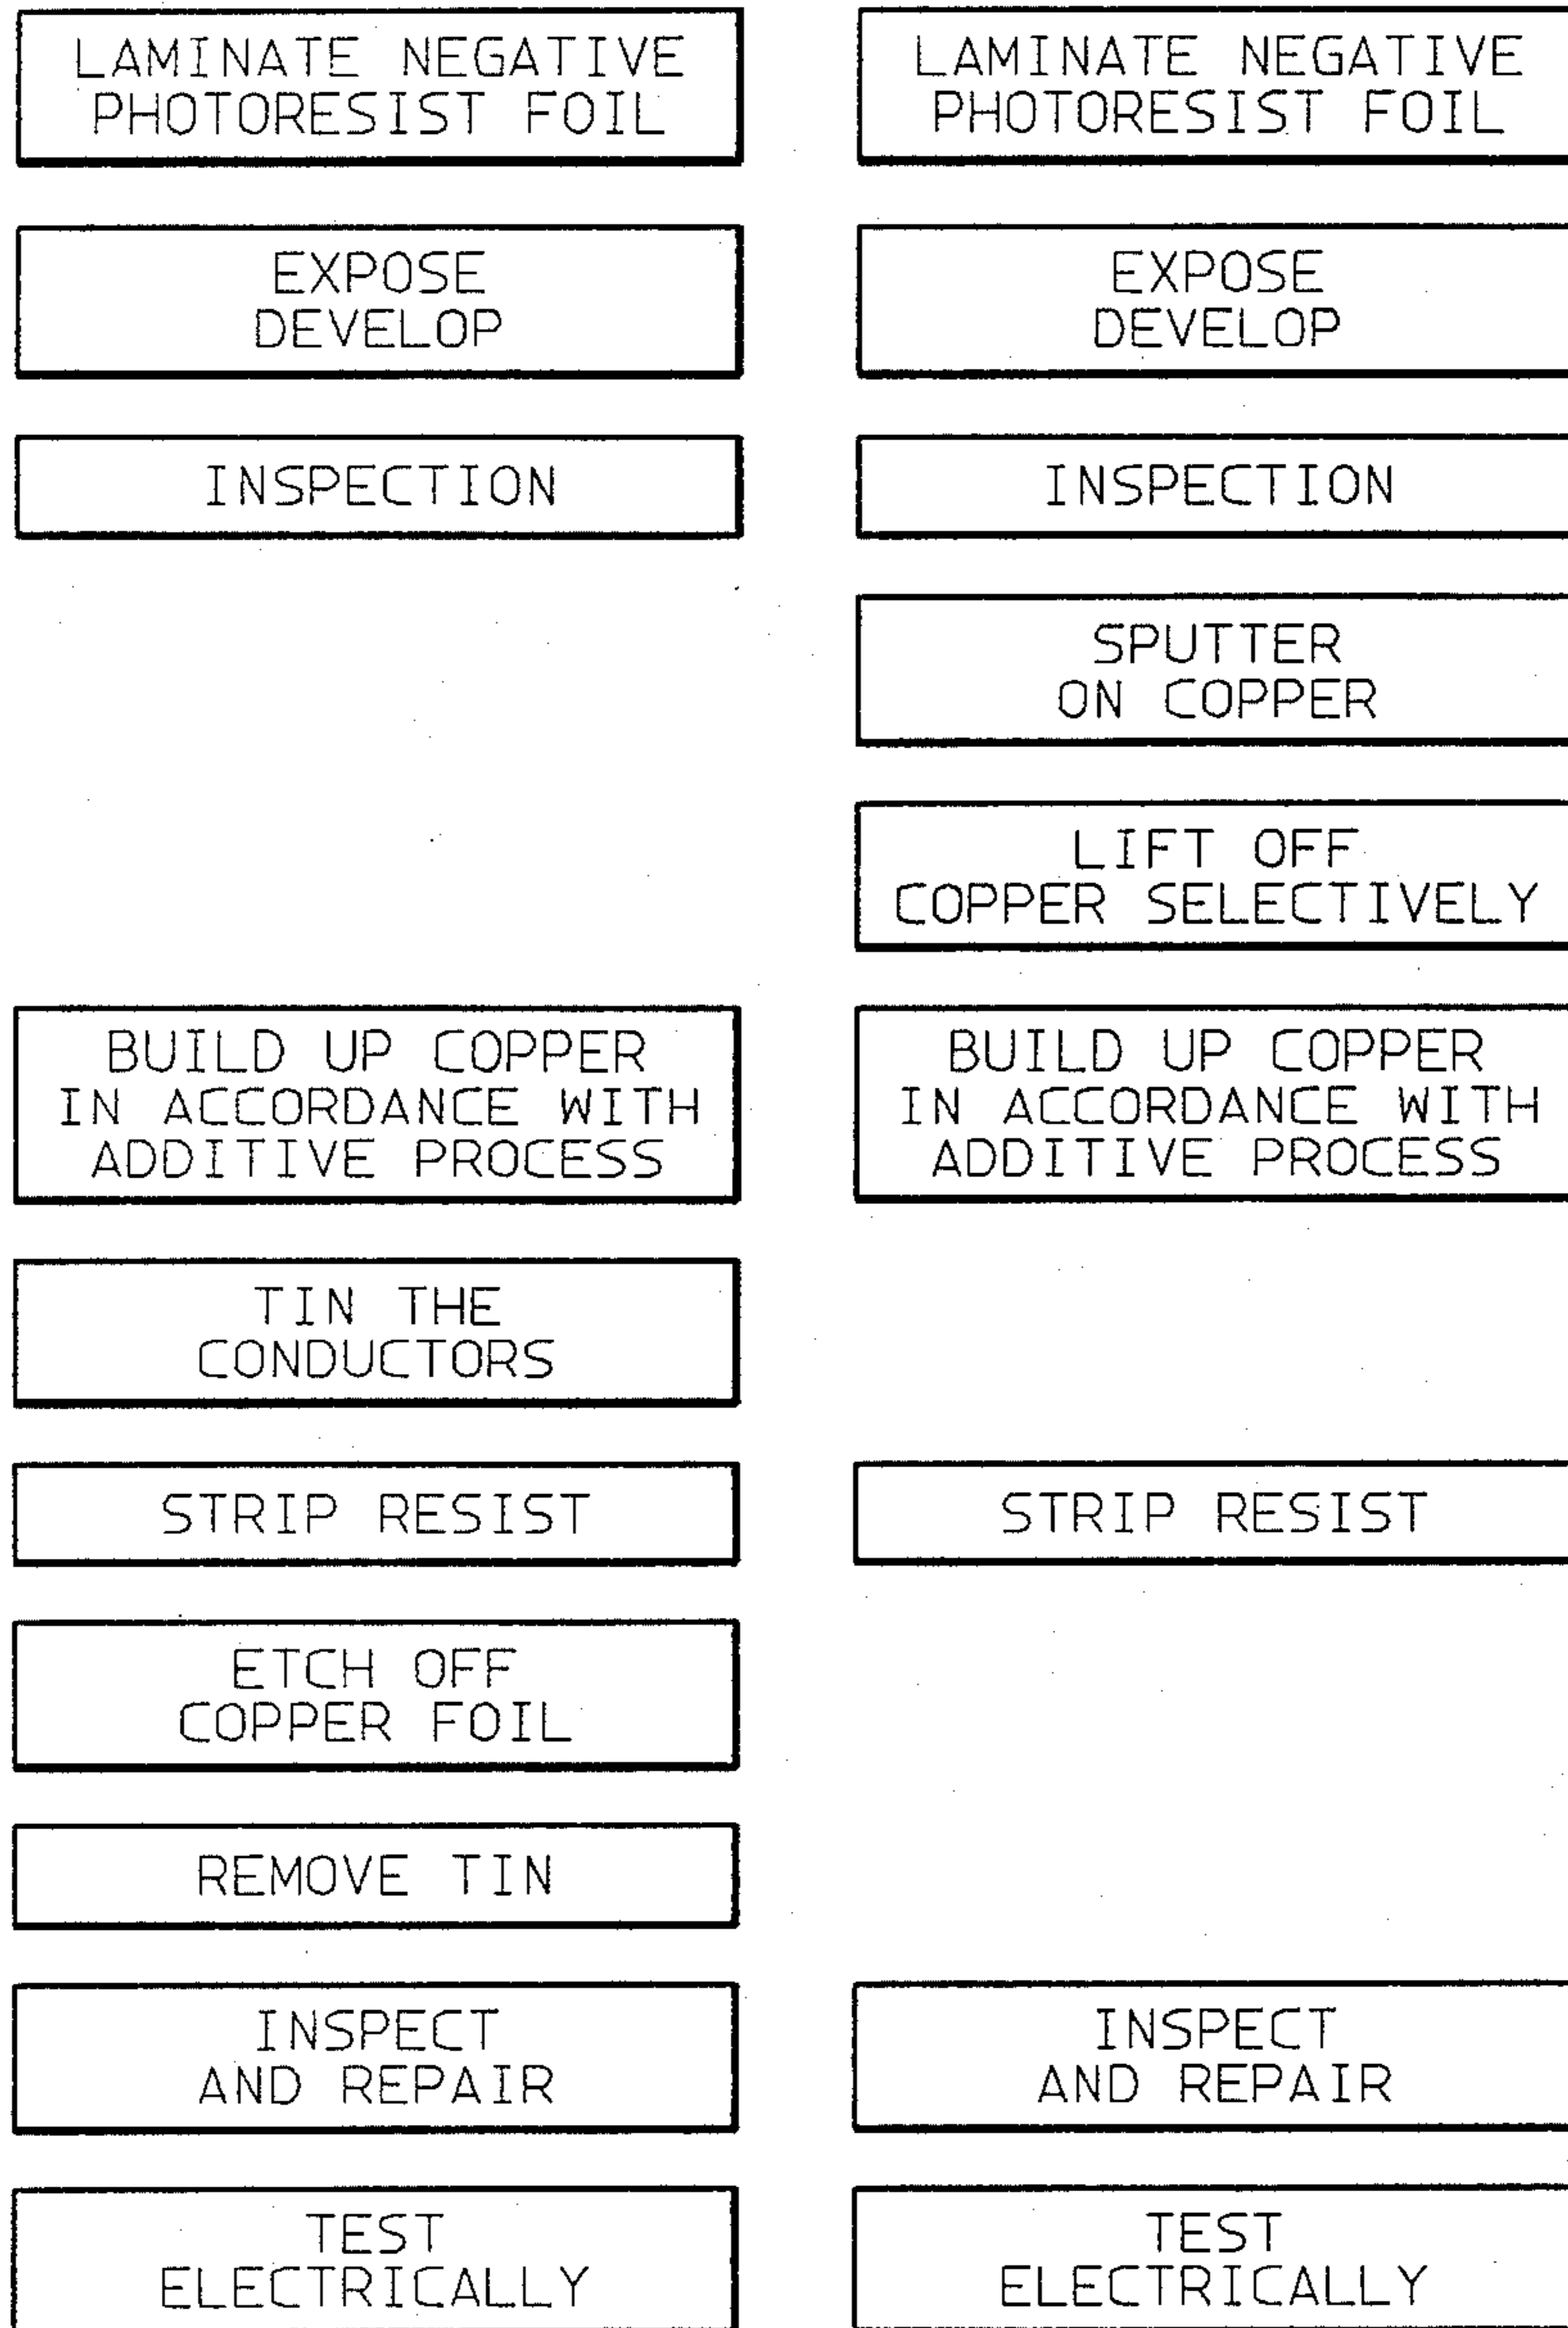 LAMINATE NEGATIVE
PHOTORESIST FOIL
EXPOSE
DEVELOP
INSPECTION
BUILD UP COPPER
IN ACCORDANCE WITH
ADDITIVE PROCESS
TIN THE
CONDUCTORS
STRIP RESIST
ETCH OFF
COPPER FOIL
REMOVE TIN
INSPECT
AND REPAIR
TEST
ELECTRICALLY
LAMINATE NEGATIVE
PHOTORESIST FOIL
EXPOSE
DEVELOP
INSPECTION
SPUTTER
ON COPPER
LIFT OFF
COPPER SELECTIVELY
BUILD UP COPPER
IN ACCORDANCE WITH
ADDITIVE PROCESS
STRIP RESIST
INSPECT
AND REPAIR
TEST
ELECTRICALLY